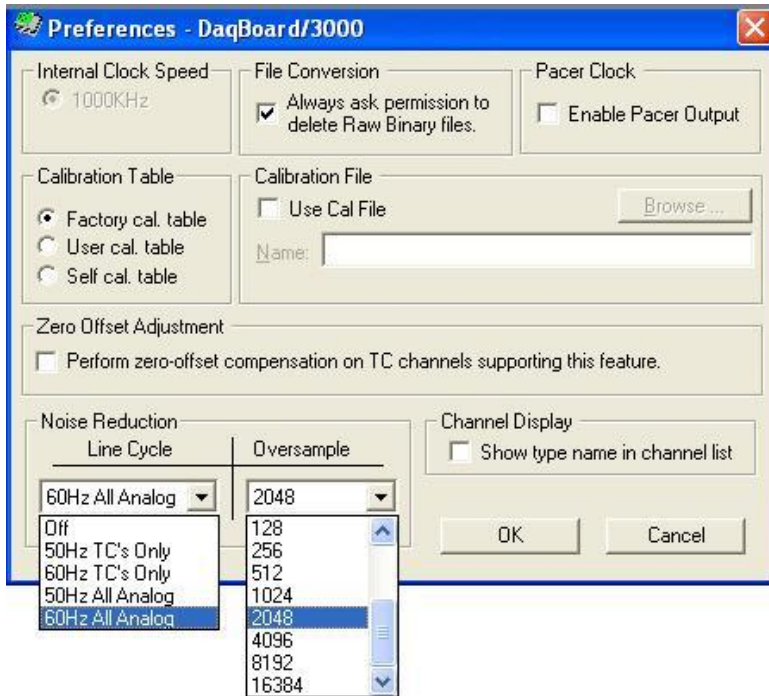 Preferences - DaqBoard/3000
Internal Clock Speed
1000KHz
File Conversion
Always ask permission to
delete Raw Binary files.
Pacer Clock
Enable Pacer Output
Calibration Table
Factory cal. table
User cal. table
Self cal. table
Calibration File
Use Cal File
Browse ...
Name:
Zero Offset Adjustment
Perform zero-offset compensation on TC channels supporting this feature.
Noise Reduction
Line Cycle
Oversample
60Hz All Analog
2048
Off
50Hz TC's Only
60Hz TC's Only
50Hz All Analog
60Hz All Analog
128
256
512
1024
2048
4096
8192
16384
Channel Display
Show type name in channel list
OK
Cancel